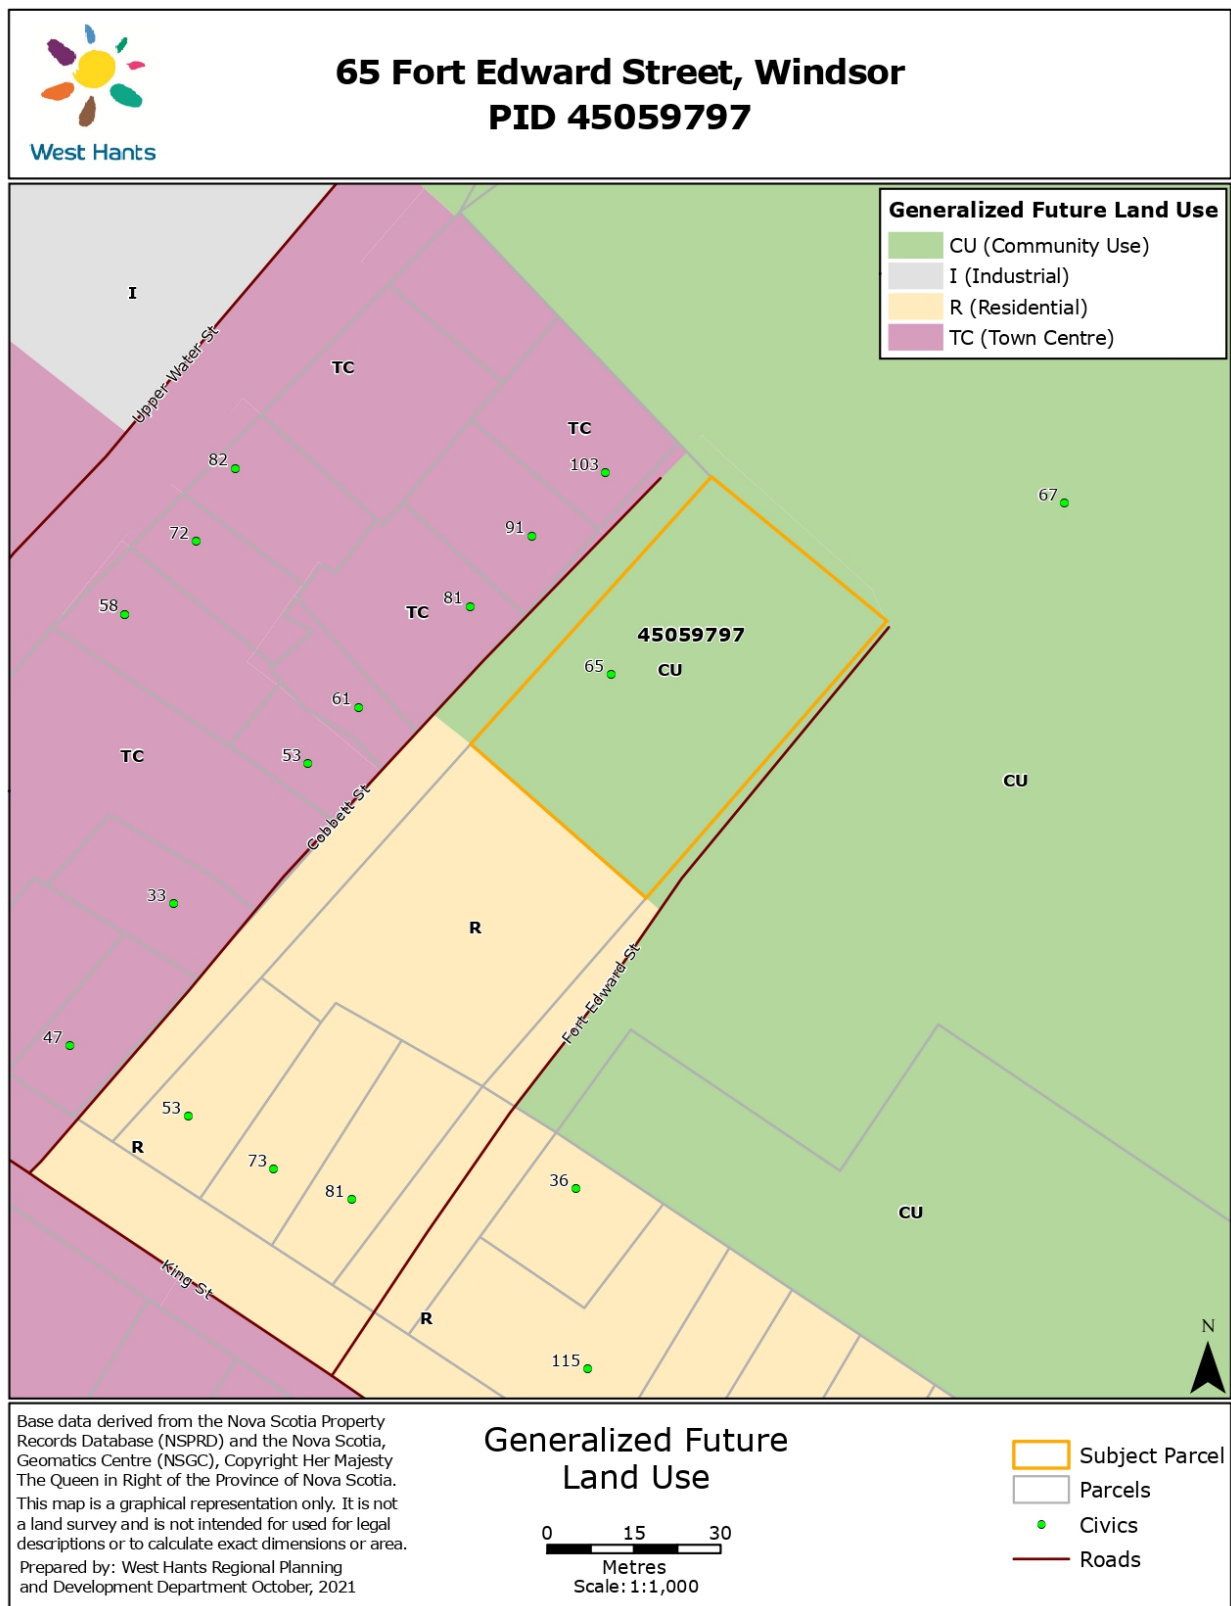 West Hants
65 Fort Edward Street, Windsor
PID 45059797
Generalized Future Land Use
CU (Community Use)
I (Industrial)
R (Residential)
TC (Town Centre)
I
Upper Water St
TC
TC
82
103
67
72
91
58
TC
81
45059797
65
CU
61
TC
53
CU
Cobbett St
33
R
Fort Edward St
47
53
R
73
81
36
CU
King St
R
115
N
Base data derived from the Nova Scotia Property
Records Database (NSPRD) and the Nova Scotia,
Geomatics Centre (NSGC), Copyright Her Majesty
The Queen in Right of the Province of Nova Scotia.
This map is a graphical representation only. It is not
a land survey and is not intended for used for legal
descriptions or to calculate exact dimensions or area.
Prepared by: West Hants Regional Planning
and Development Department October, 2021
Generalized Future
Land Use
0 15 30
Metres
Scale: 1:1,000
Subject Parcel
Parcels
Civics
Roads